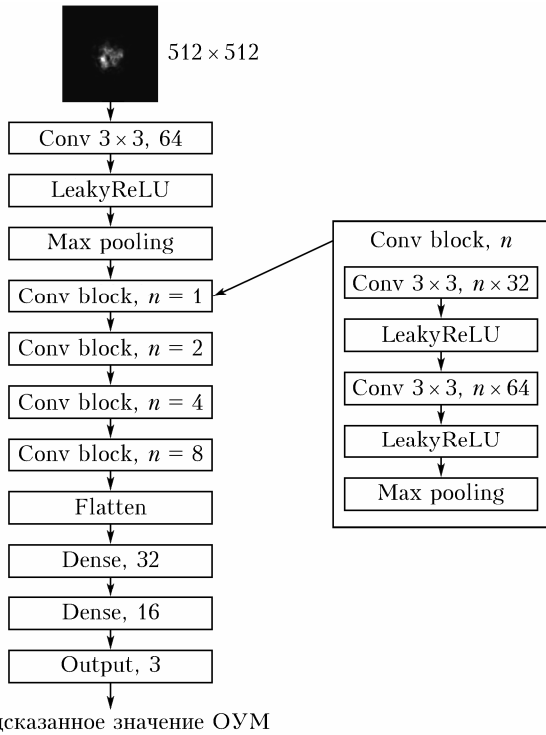 512 × 512
Conv 3 × 3, 64
LeakyReLU
Max pooling
Conv block, n = 1
Conv block, n = 2
Conv block, n = 4
Conv block, n = 8
Flatten
Dense, 32
Dense, 16
Output, 3
значение ОУМ
Conv block, n
Conv 3 × 3, n × 32
LeakyReLU
Conv 3 × 3, n × 64
LeakyReLU
Max pooling